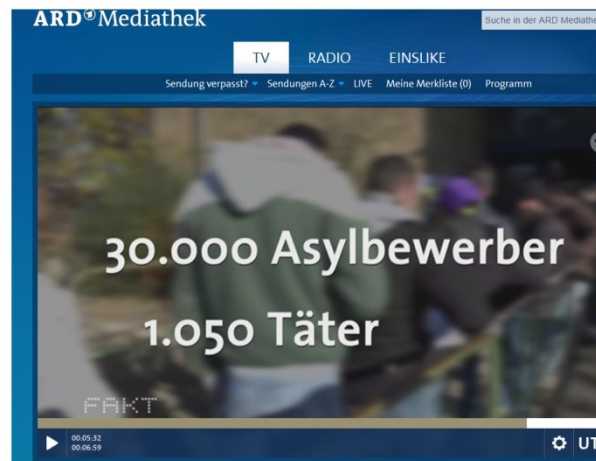 ARD Mediathek
Suche in der ARD Mediathe
TV RADIO EINSLIKE
Sendung verpasst? Sendungen A-Z LIVE Meine Merkliste (0) Programm
30.000 Asylbewerber
1.050 Täter
FAKT
00:05:32
00:06:59
UT